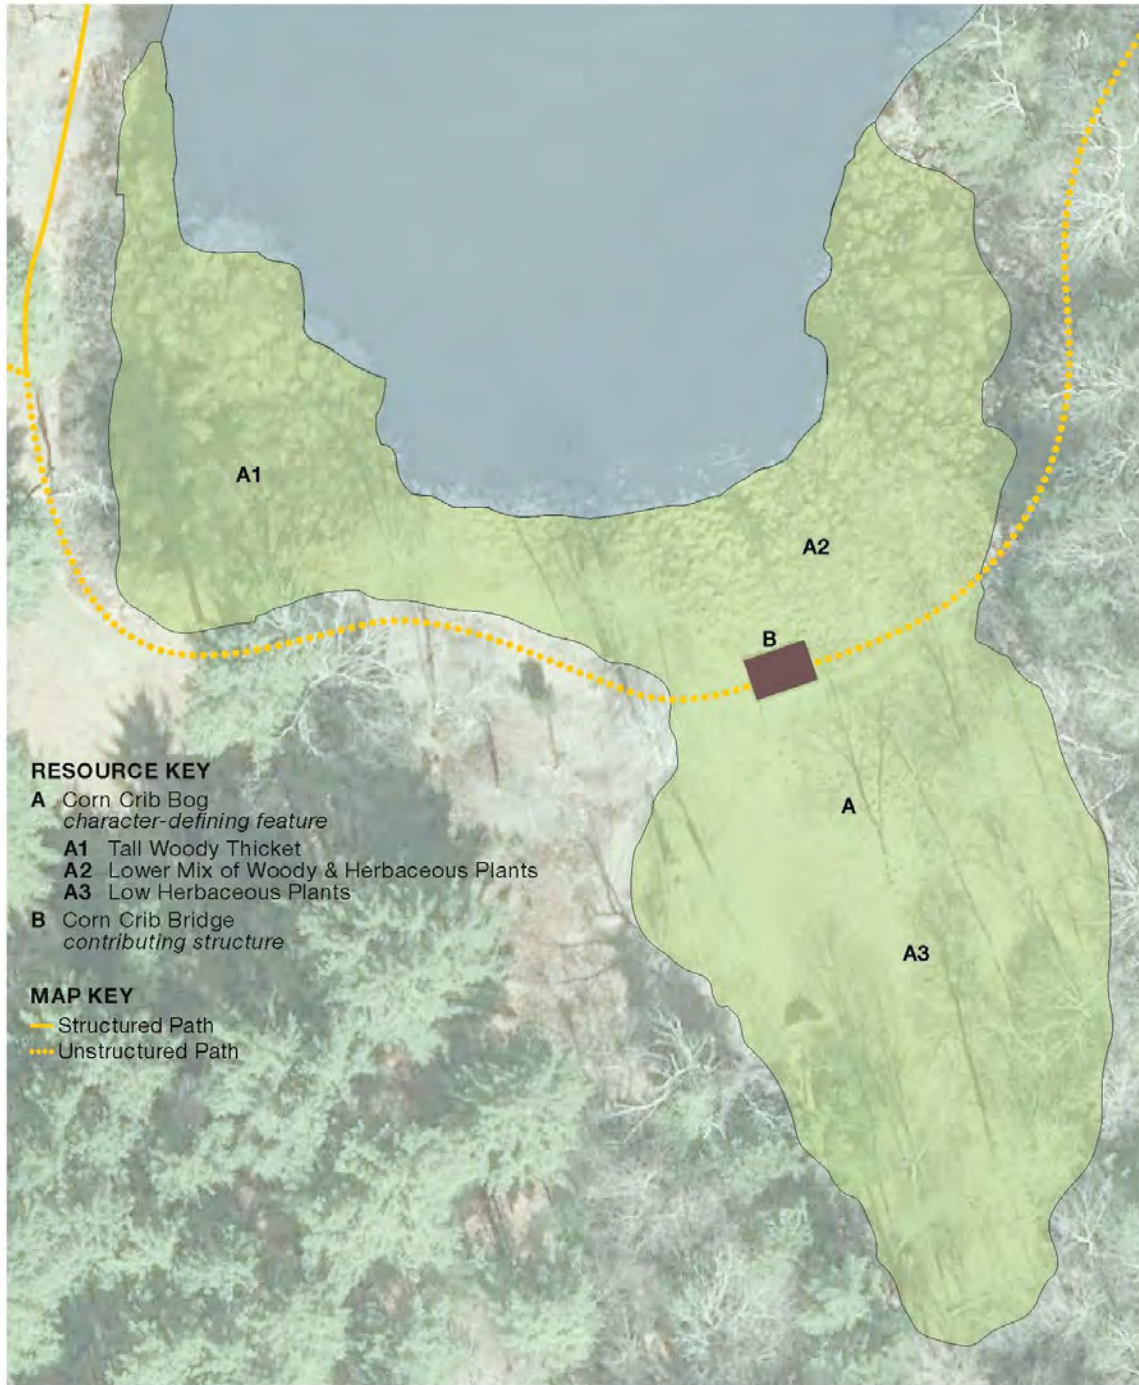 A1
A2
B
A
A3
RESOURCE KEY
A Corn Crib Bog
character-defining feature
A1 Tall Woody Thicket
A2 Lower Mix of Woody & Herbaceous Plants
A3 Low Herbaceous Plants
B Corn Crib Bridge
contributing structure
MAP KEY
Structured Path
Unstructured Path